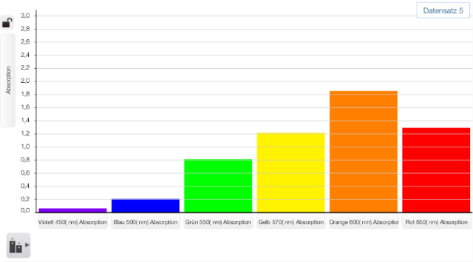 Datensatz 5
3,0
2,8
2,6
2,4
2,2
2,0
1,8
1,6
1,4
1,2
1,0
0,8
0,6
0,4
0,2
0,0
Absorption
Violett 450( nm) Absorption
Blau 500( nm) Absorption
Grün 550( nm) Absorption
Gelb 570( nm) Absorption
Orange 600( nm) Absorption
Rot 650( nm) Absorption